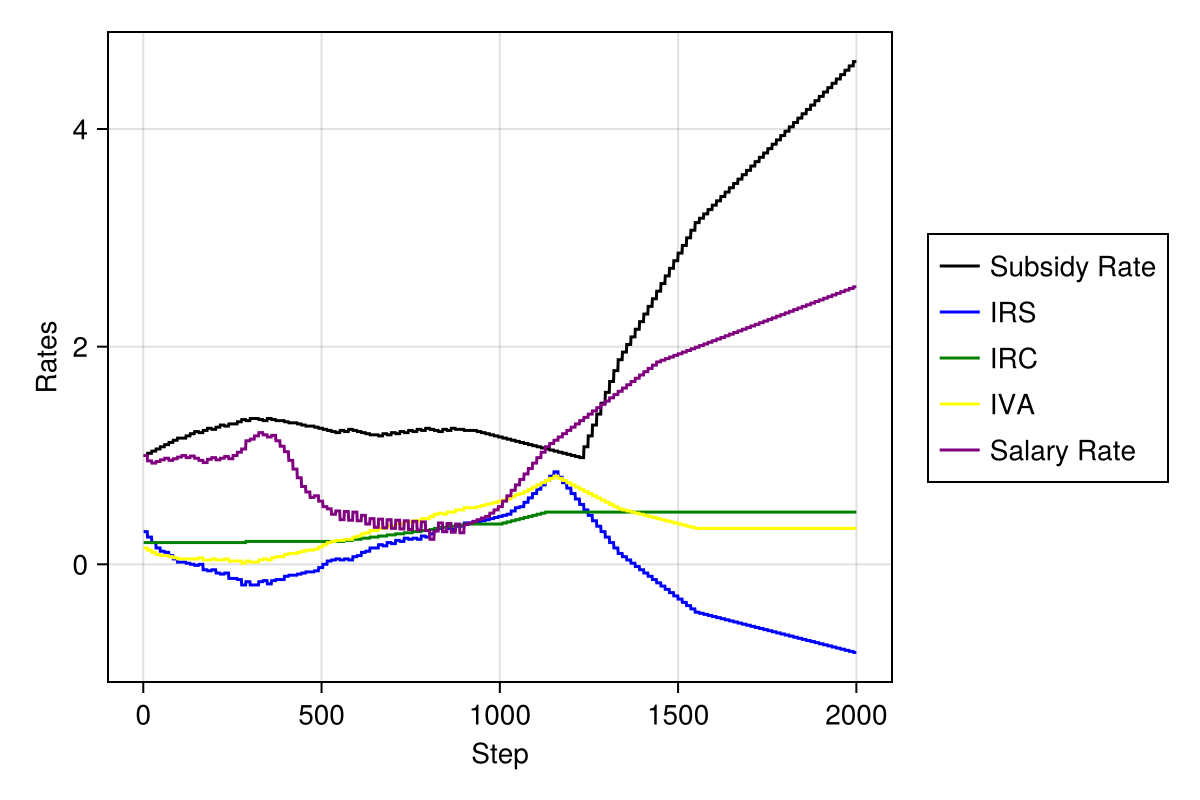 4
2
0
Rates
0 500 1000 1500 2000
Step
Subsidy Rate
IRS
IRC
IVA
Salary Rate